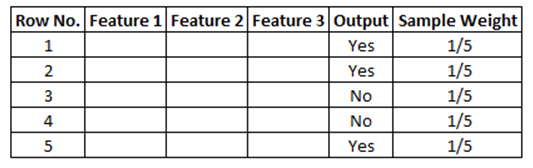 Row No. Feature 1 Feature 2 Feature 3 Output Sample Weight
1 Yes 1/5
2 Yes 1/5
3 No 1/5
4 No 1/5
5 Yes 1/5